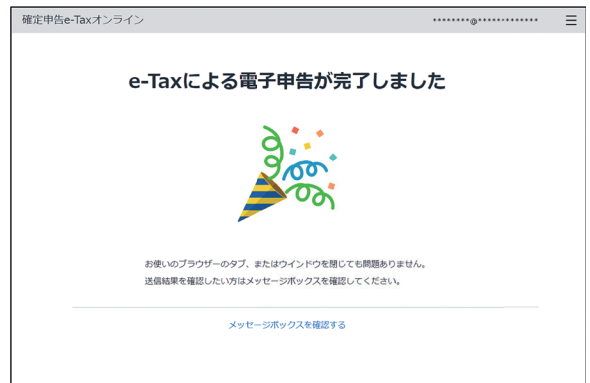 確定申告e-Taxオンライン
********@*************
e-Taxによる電子申告が完了しました
お使いのブラウザーのタブ、またはウインドウを閉じても問題ありません。
送信結果を確認したい方はメッセージボックスを確認してください。
メッセージボックスを確認する